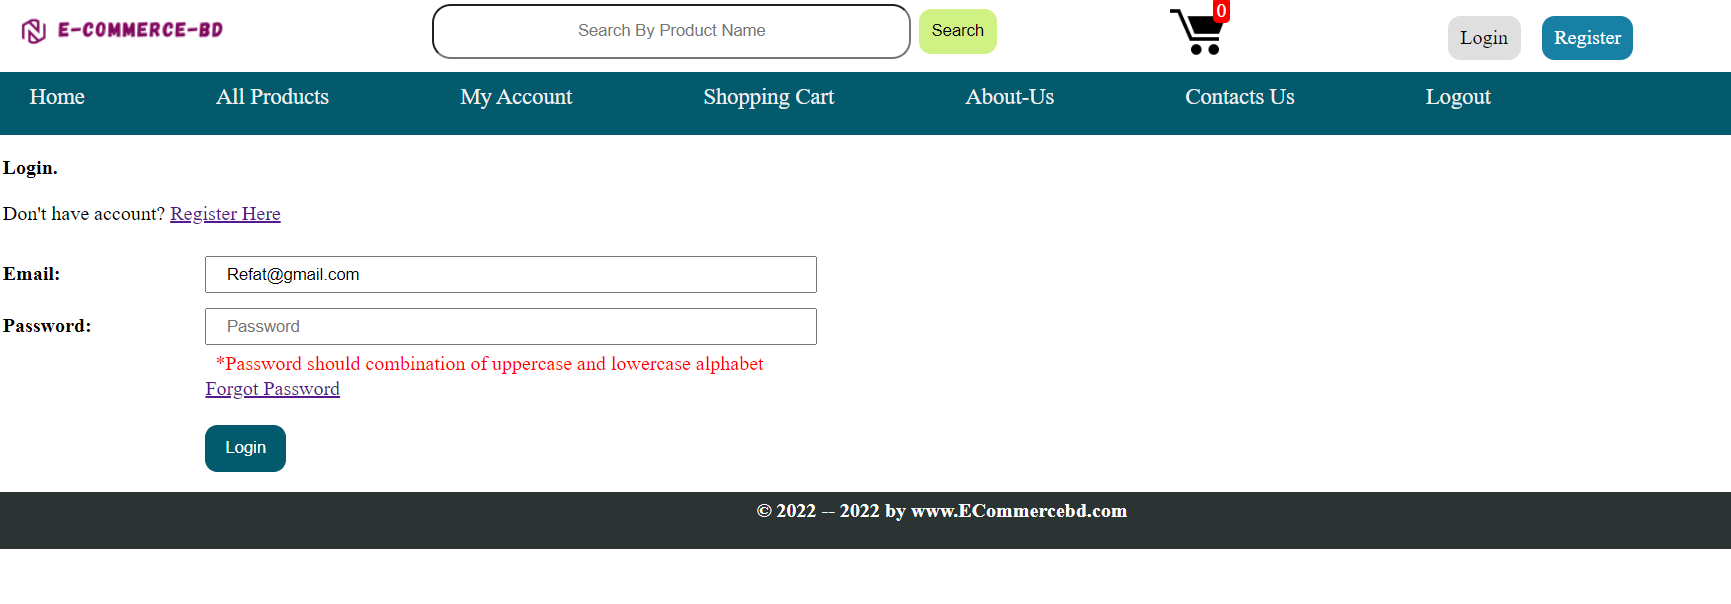 E-COMMERCE-BD
Search By Product Name
Search
0
Login
Register
Home
All Products
My Account
Shopping Cart
About-Us
Contacts Us
Logout
Login.
Don't have account? Register Here
Email:
Refat@gmail.com
Password:
Password
*Password should combination of uppercase and lowercase alphabet
Forgot Password
Login
© 2022 -- 2022 by www.ECommercebd.com